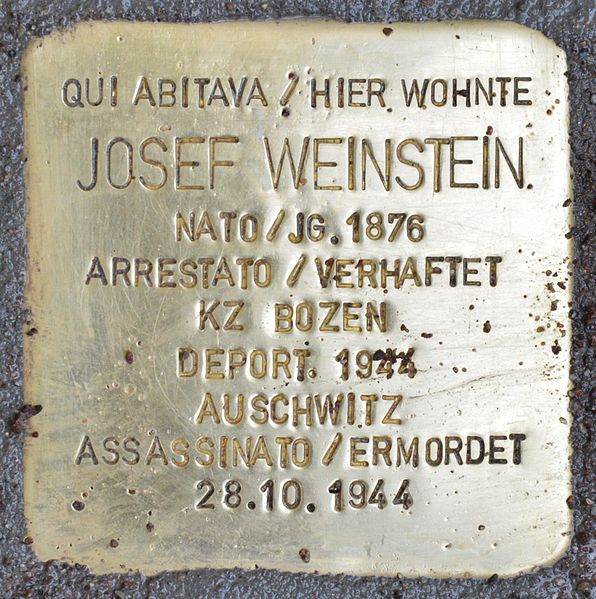 QUI ABITAVA / HIER WOHNTE
JOSEF WEINSTEIN
NATO / JG. 1876
ARRESTATO / VERHAFTET
KZ BOZEN
DEPORT. 1944
AUSCHWITZ
ASSASSINATO / ERMORDET
28.10. 1944